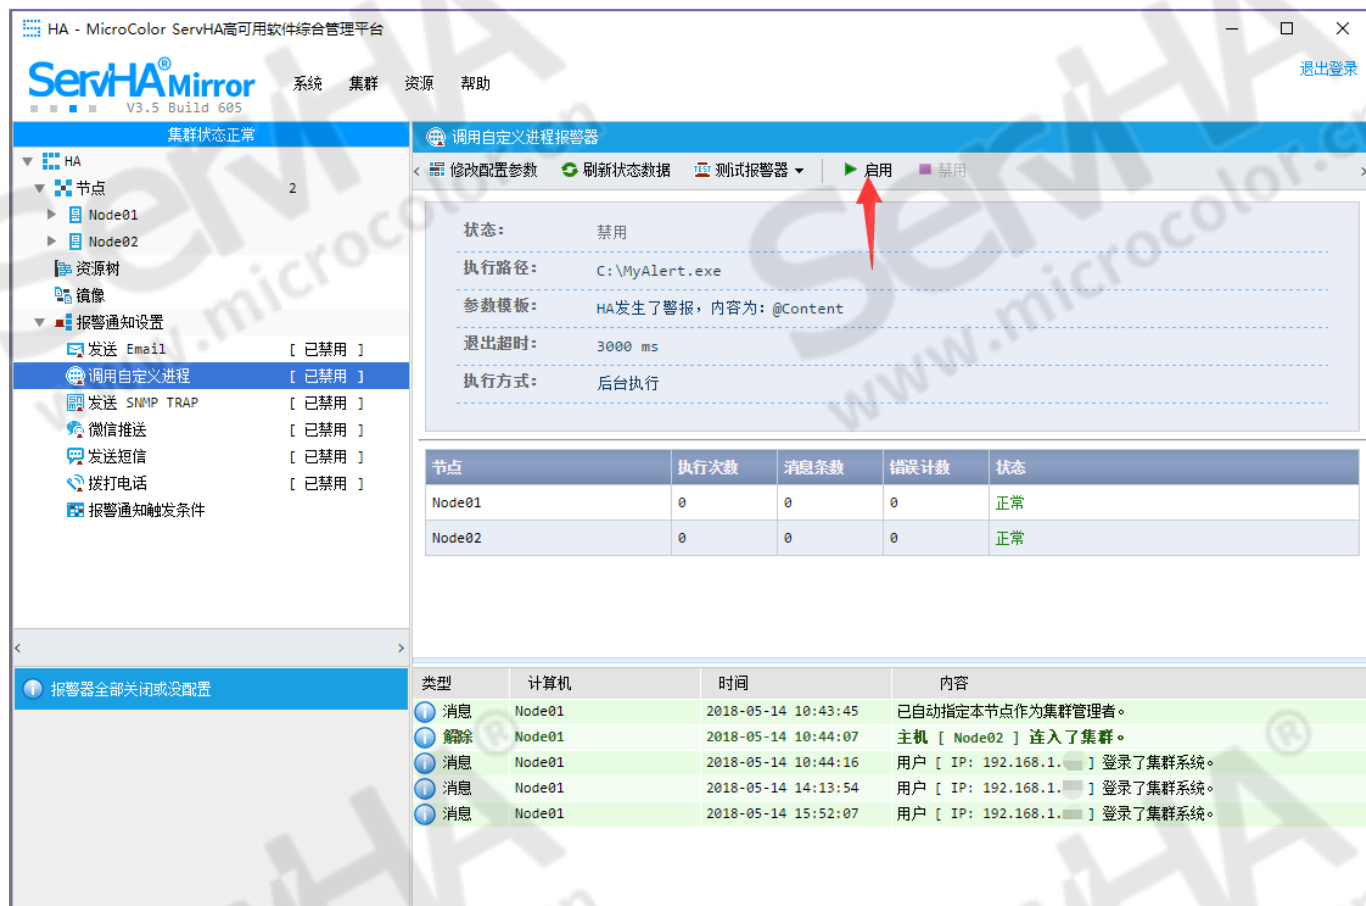 HA - MicroColor ServHA高可用软件综合管理平台
ServHA® Mirror
V3.5 Build 605
系统 集群 资源 帮助
退出登录
集群状态正常
HA
节点 2
Node01
Node02
资源树
镜像
报警通知设置
发送 Email [ 已禁用 ]
调用自定义进程 [ 已禁用 ]
发送 SNMP TRAP [ 已禁用 ]
微信推送 [ 已禁用 ]
发送短信 [ 已禁用 ]
拨打电话 [ 已禁用 ]
报警通知触发条件
报警器全部关闭或没配置
调用自定义进程报警器
修改配置参数 刷新状态数据 TEST 测试报警器 启用 禁用
状态: 禁用
执行路径: C:\MyAlert.exe
参数模板: HA发生了警报，内容为: @Content
退出超时: 3000 ms
执行方式: 后台执行
节点 执行次数 消息条数 错误计数 状态
Node01 0 0 0 正常
Node02 0 0 0 正常
类型 计算机 时间 内容
消息 Node01 2018-05-14 10:43:45 已自动指定本节点作为集群管理者。
解除 Node01 2018-05-14 10:44:07 主机 [ Node02 ] 连入了集群。
消息 Node01 2018-05-14 10:44:16 用户 [ IP: 192.168.1. ] 登录了集群系统。
消息 Node01 2018-05-14 14:13:54 用户 [ IP: 192.168.1. ] 登录了集群系统。
消息 Node01 2018-05-14 15:52:07 用户 [ IP: 192.168.1. ] 登录了集群系统。
ServHA
www.microcolor.cn
ServHA
www.microcolor.cn
ServHA®
ServHA®